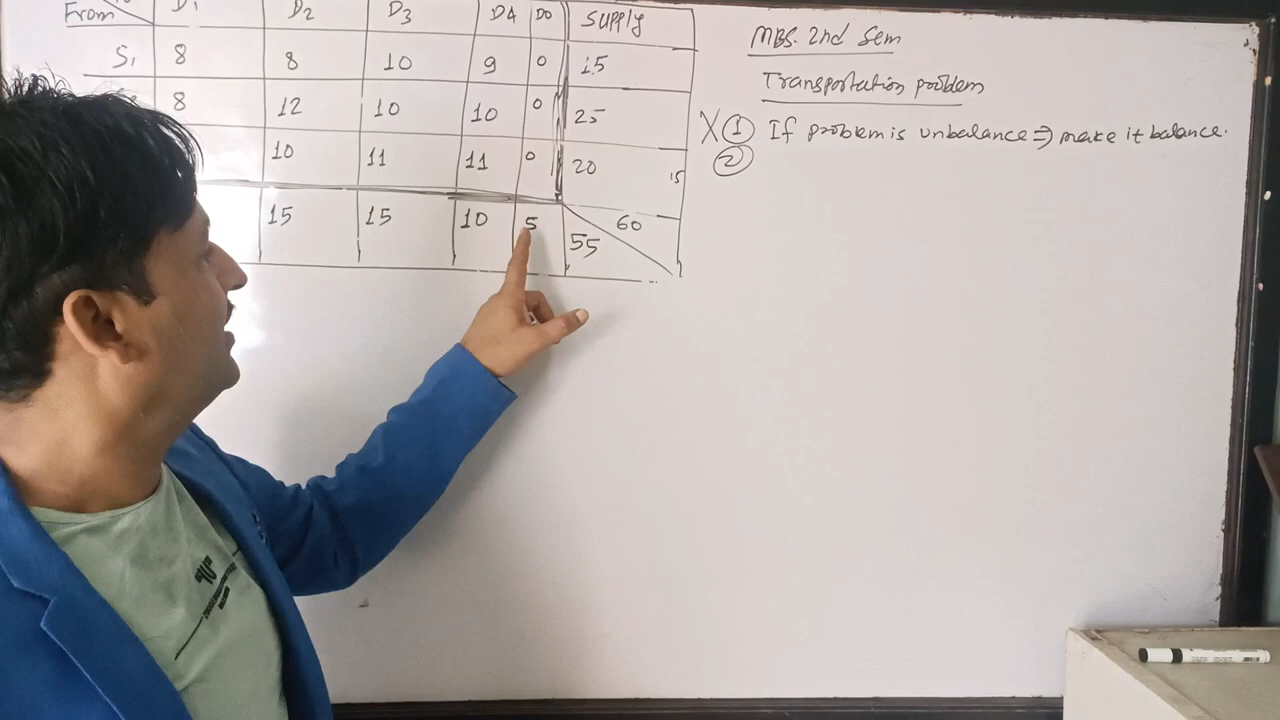 From D1 D2 D3 D4 D0 Supply
S1 8 8 10 9 0 15
8 12 10 10 0 25
10 11 11 0 20 15
15 15 10 5 55 60
MBS. 2nd Sem
Transportation problem
X ① If problem is unbalance ⇒ make it balance.
②